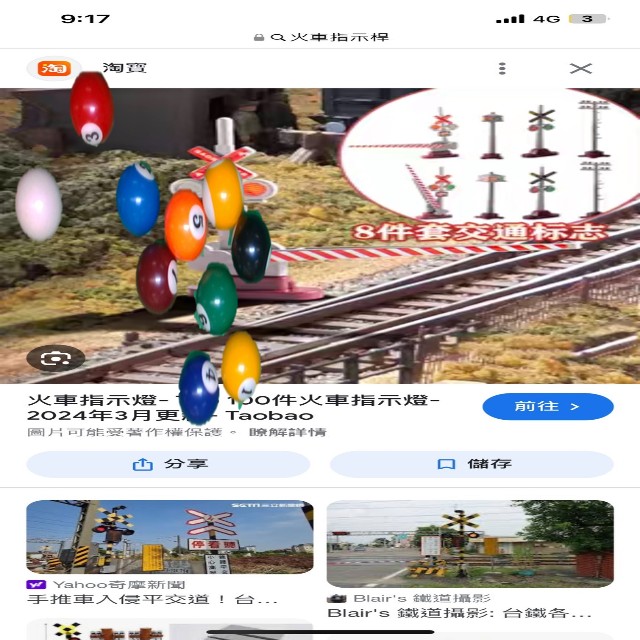 9:17
4G
3
火車指示桿
淘
淘寶
8件套交通标志
3
5
火車指示燈- 100件火車指示燈-
2024年3月更 - Taobao
前往 >
圖片可能受著作權保護。 瞭解詳情
分享
儲存
停看聽
Yahoo奇摩新聞
手推車入侵平交道！台...
Blair's 鐵道攝影
Blair's 鐵道攝影: 台鐵各...